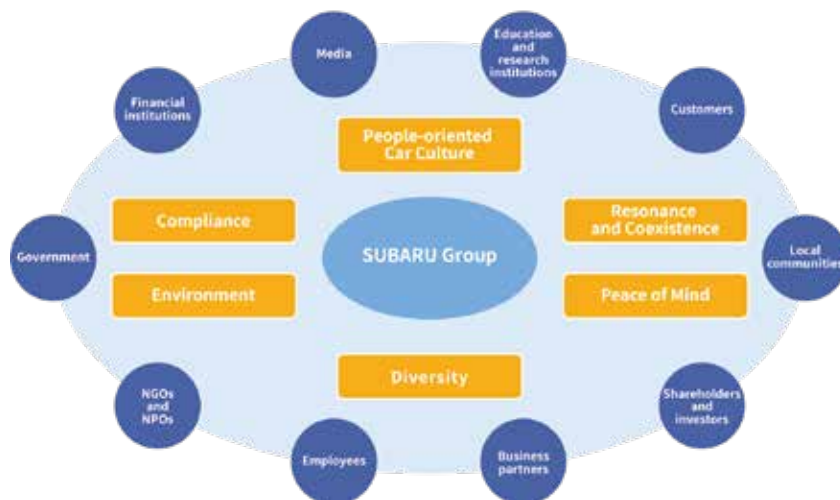 Media
Education
and
research
institutions
Financial
institutions
Customers
People-oriented
Car Culture
Compliance
Resonance
and Coexistence
SUBARU Group
Government
Local
communities
Environment
Peace of Mind
Diversity
NGOs
and
NPOs
Shareholders
and
investors
Employees
Business
partners